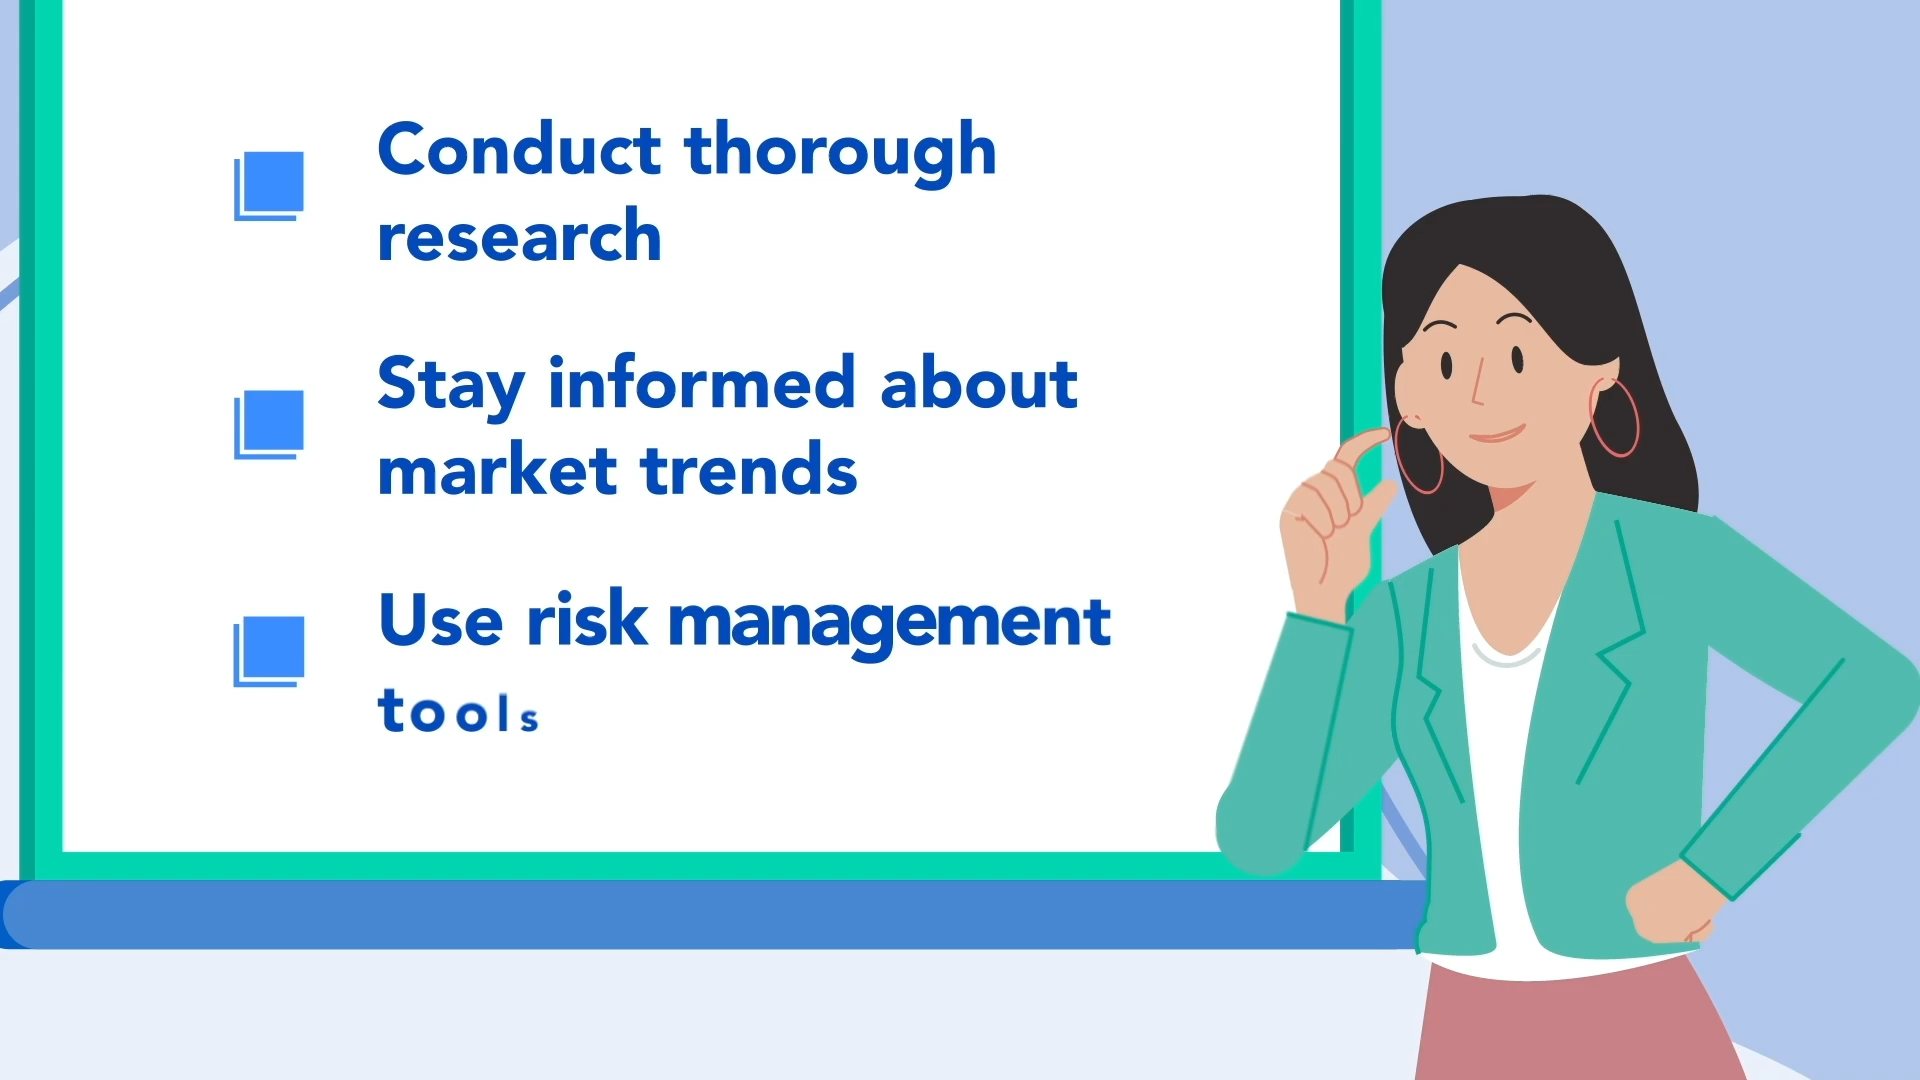 Conduct thorough
research
Stay informed about
market trends
Use risk management
tools